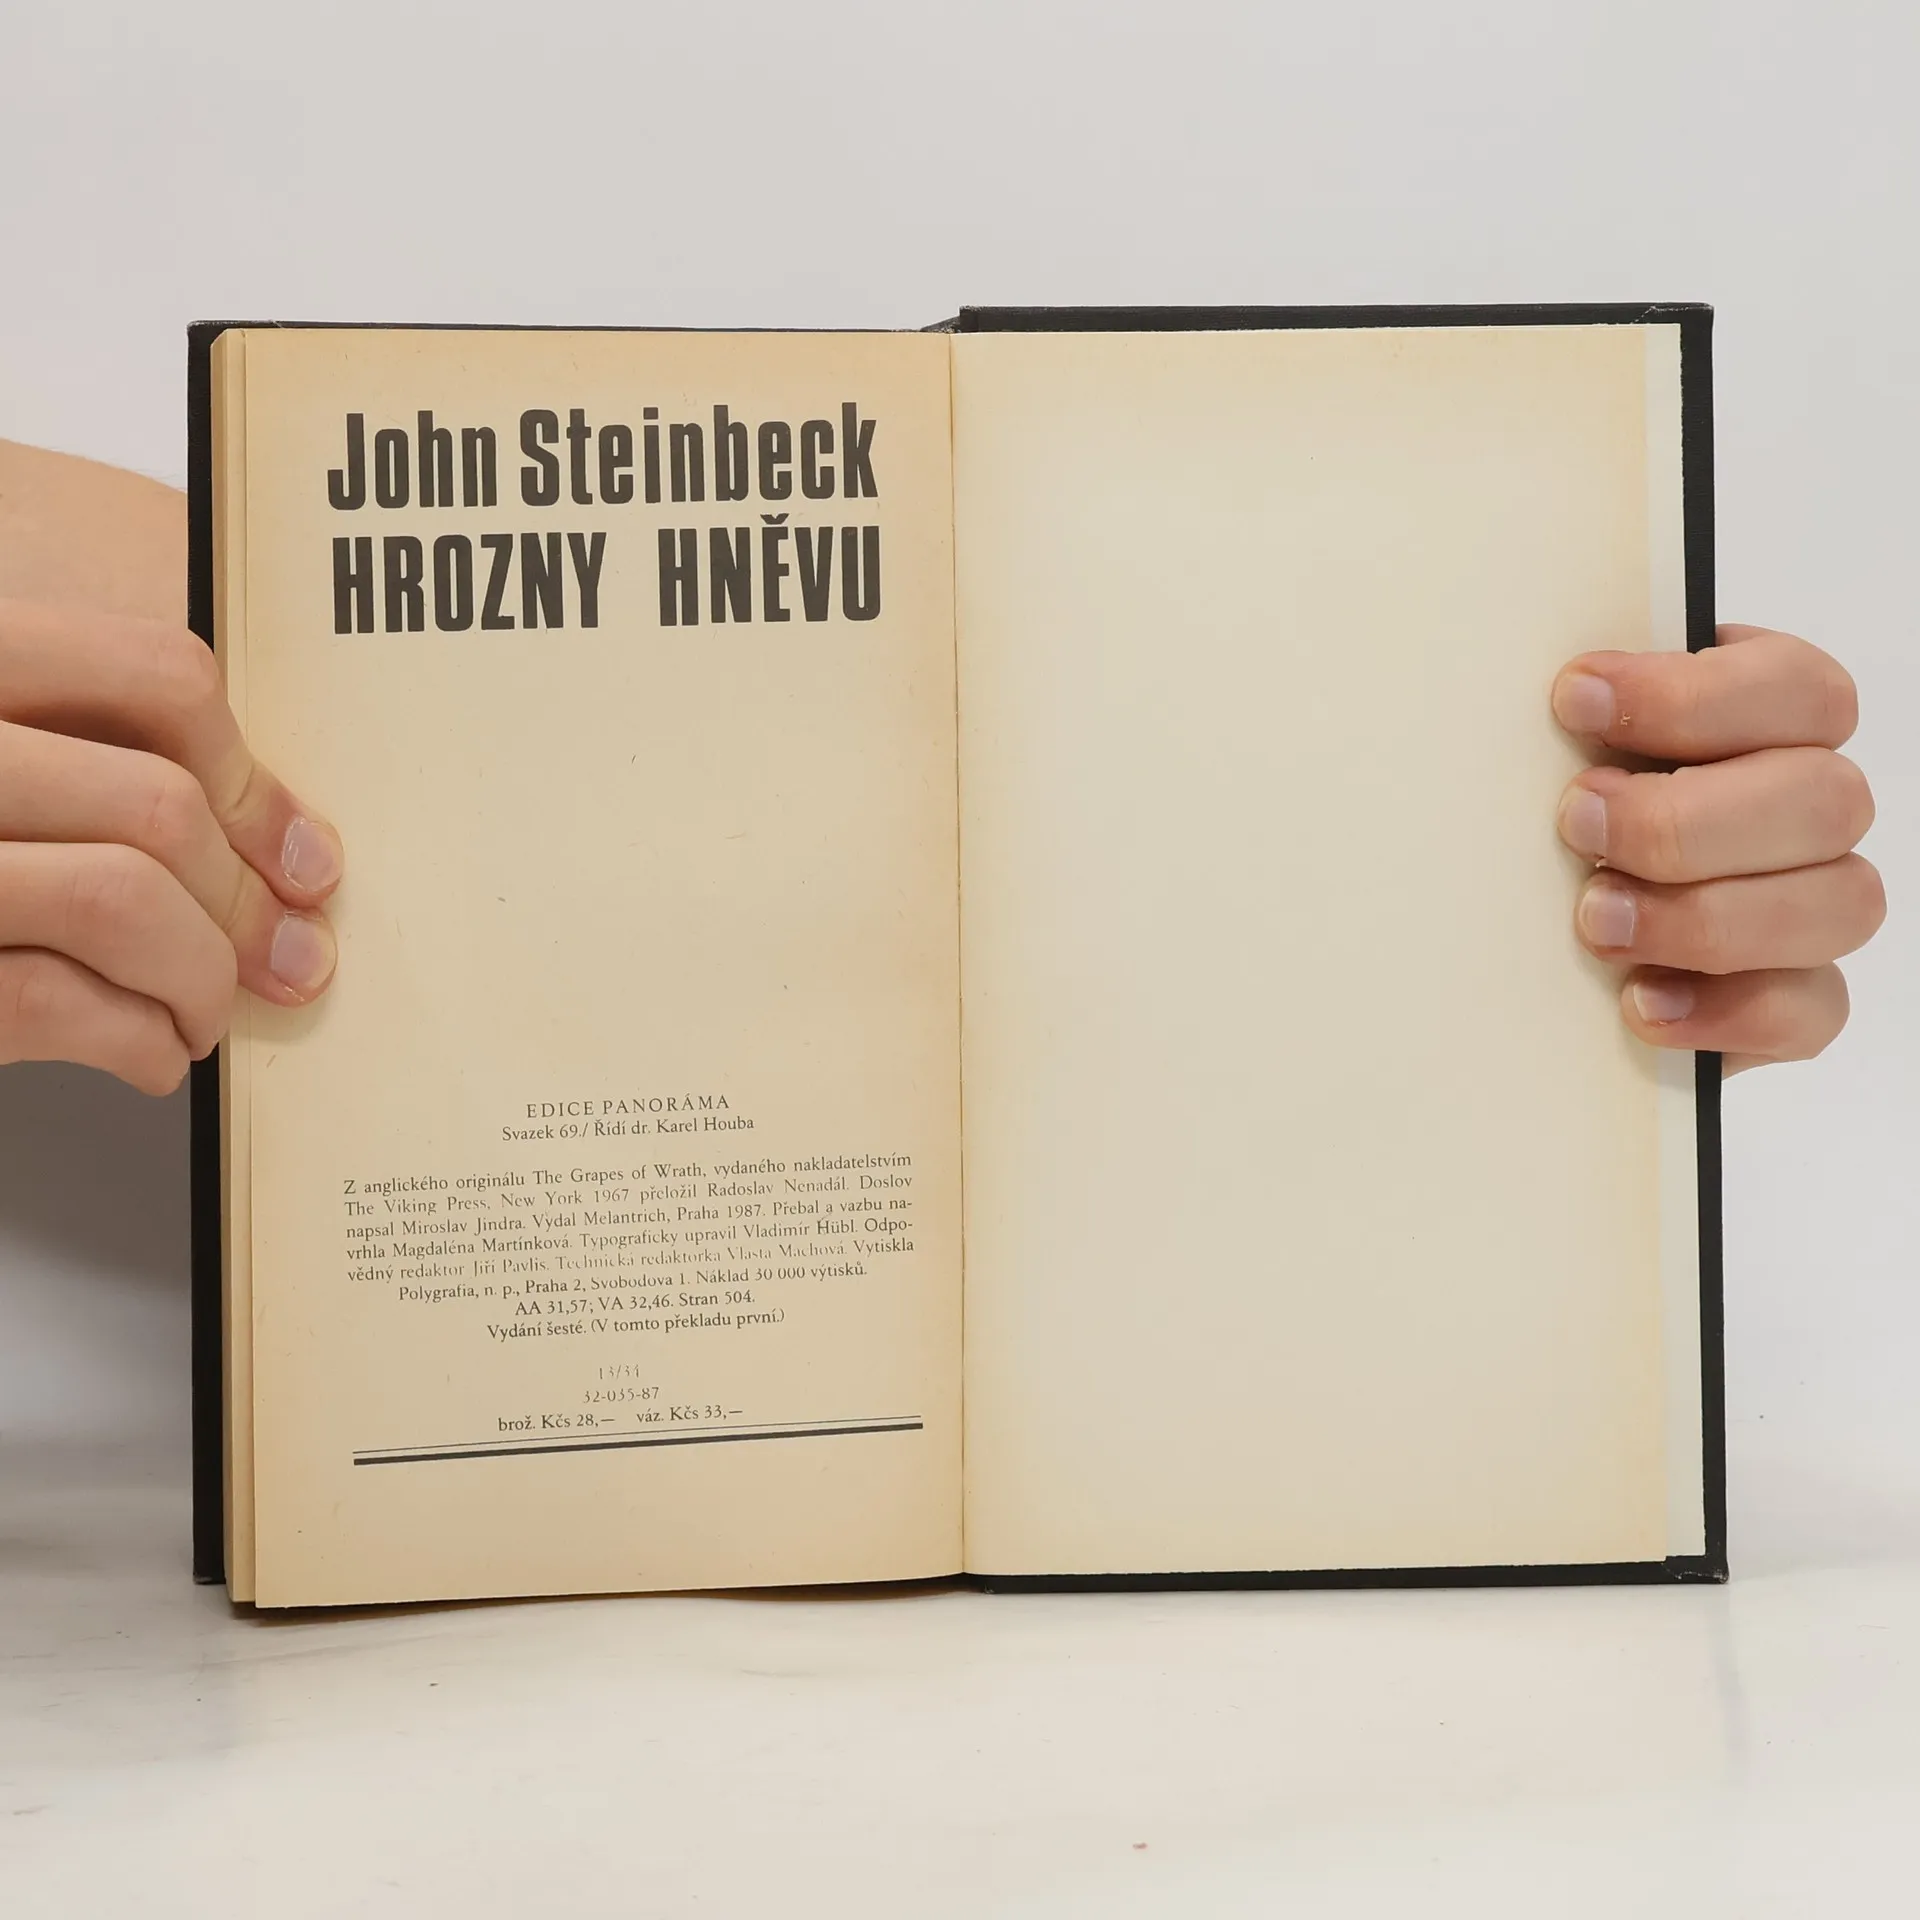 John Steinbeck
HROZNY HNĚVU
EDICE PANORÁMA
Svazek 69./ Řídí dr. Karel Houba
Z anglického originálu The Grapes of Wrath, vydaného nakladatelstvím
The Viking Press, New York 1967 přeložil Radoslav Nenadál. Doslov
napsal Miroslav Jindra. Vydal Melantrich, Praha 1987. Přebal a vazbu na-
vrhla Magdaléna Martínková. Typograficky upravil Vladimír Hübl. Odpo-
vědný redaktor Jiří Pavlis. Technická redaktorka Vlasta Machová. Vytiskla
Polygrafia, n. p., Praha 2, Svobodova 1. Náklad 30 000 výtisků.
AA 31,57; VA 32,46. Stran 504.
Vydání šesté. (V tomto překladu první.)
13/34
32-035-87
brož. Kčs 28,— váz. Kčs 33,—